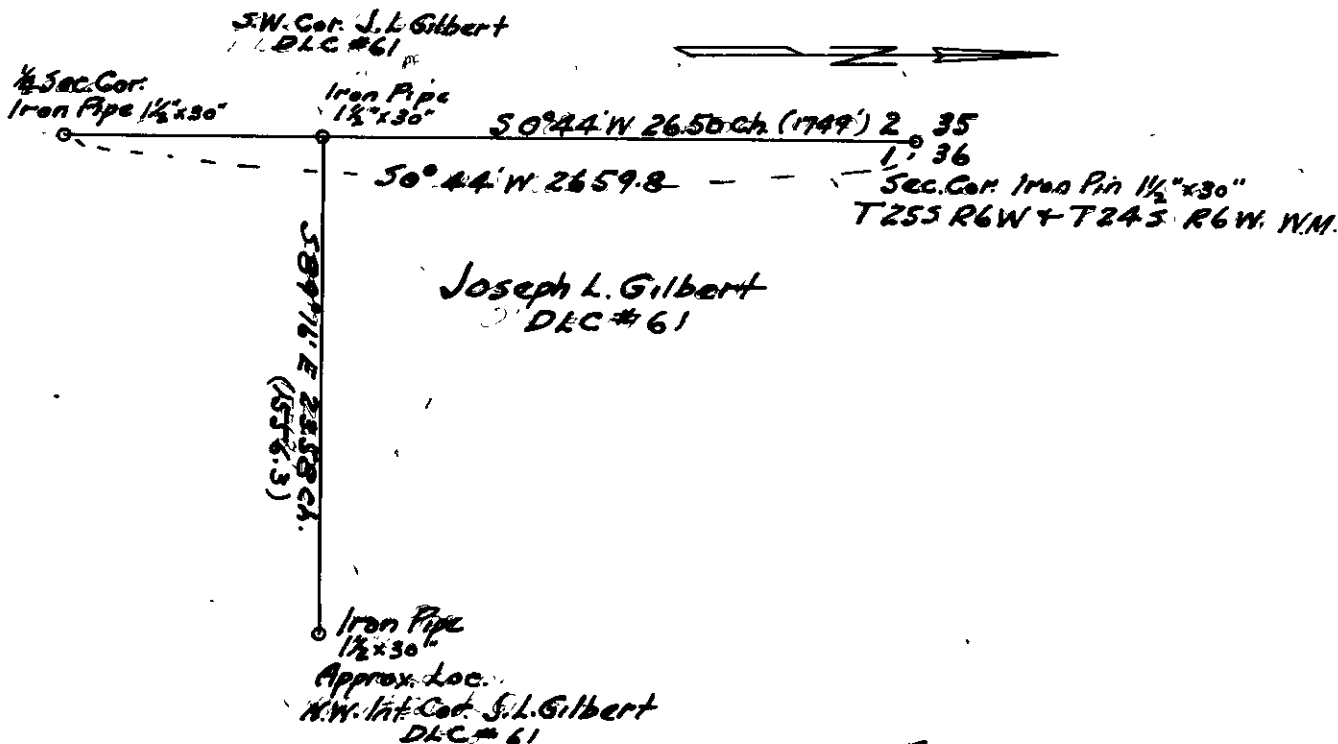 S.W. Cor. J. L Gilbert
DLC #61
N
¼ Sec. Cor.
Iron Pipe 1½"x30"
Iron Pipe
1½"x30"
S 0°44' W 26.50 Ch. (1749') 2 35
1 36
S 0° 44' W 2659.8
Sec. Cor. Iron Pin 1½"x30"
T25S R6W & T24S R6W. W.M.
S89°16' E 23.58 Ch.
(1556.3)
Joseph L. Gilbert
DLC #61
Iron Pipe
1½x30"
Approx. Loc.
N.W. Int. Cor. J.L. Gilbert
DLC #61